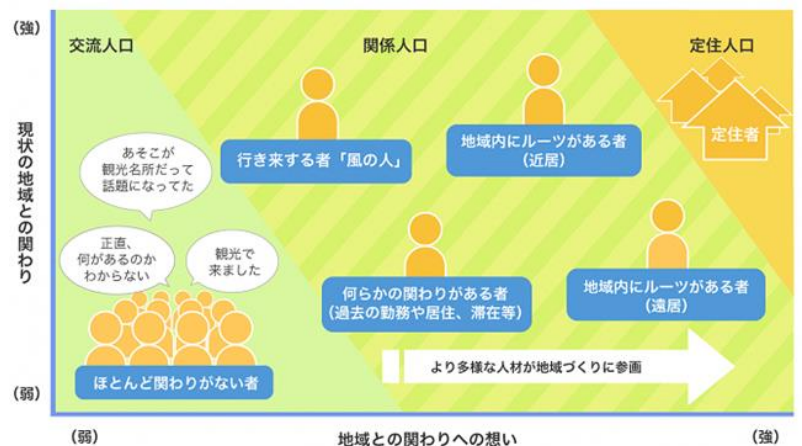 （強）
交流人口
関係人口
定住人口
現状の地域との関わり
あそこが
観光名所だって
話題になってた
正直、
何があるのか
わからない
観光で
来ました
行き来する者「風の人」
地域内にルーツがある者
（近居）
定住者
何らかの関わりがある者
（過去の勤務や居住、滞在等）
地域内にルーツがある者
（遠居）
ほとんど関わりがない者
より多様な人材が地域づくりに参画
（弱）
（弱）
地域との関わりへの想い
（強）